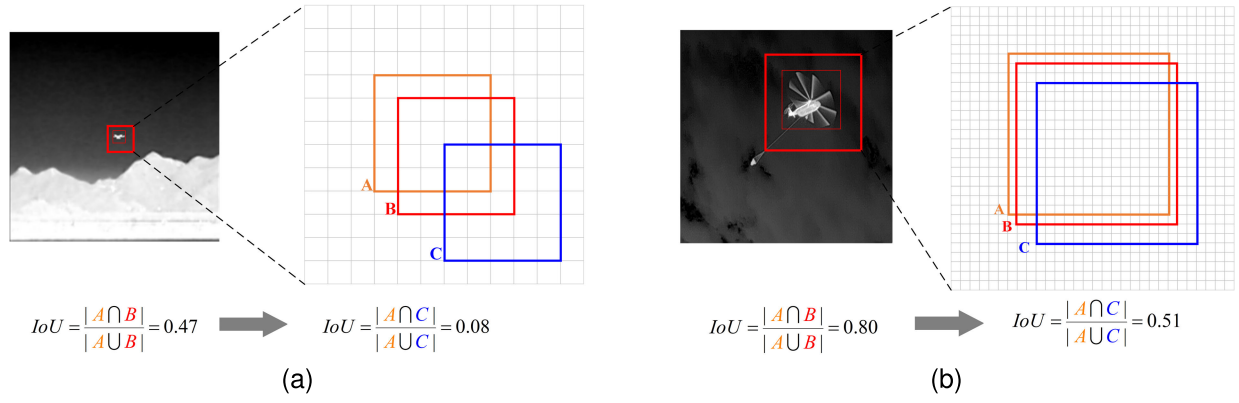 A
B
C
A
B
C
IoU = | A ⋂ B | / | A ⋃ B | = 0.47
IoU = | A ⋂ C | / | A ⋃ C | = 0.08
IoU = | A ⋂ B | / | A ⋃ B | = 0.80
IoU = | A ⋂ C | / | A ⋃ C | = 0.51
(a)
(b)